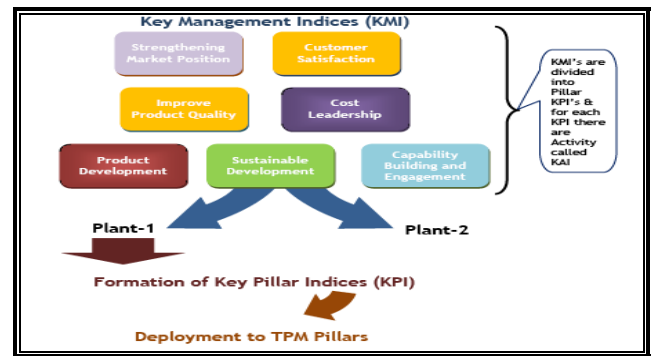 Key Management Indices (KMI)
Strengthening
Market Position
Customer
Satisfaction
Improve
Product Quality
Cost
Leadership
Product
Development
Sustainable
Development
Capability
Building and
Engagement
KMI's are
divided
into
Pillar
KPI's &
for each
KPI there
are
Activity
called
KAI
Plant-1
Plant-2
Formation of Key Pillar Indices (KPI)
Deployment to TPM Pillars